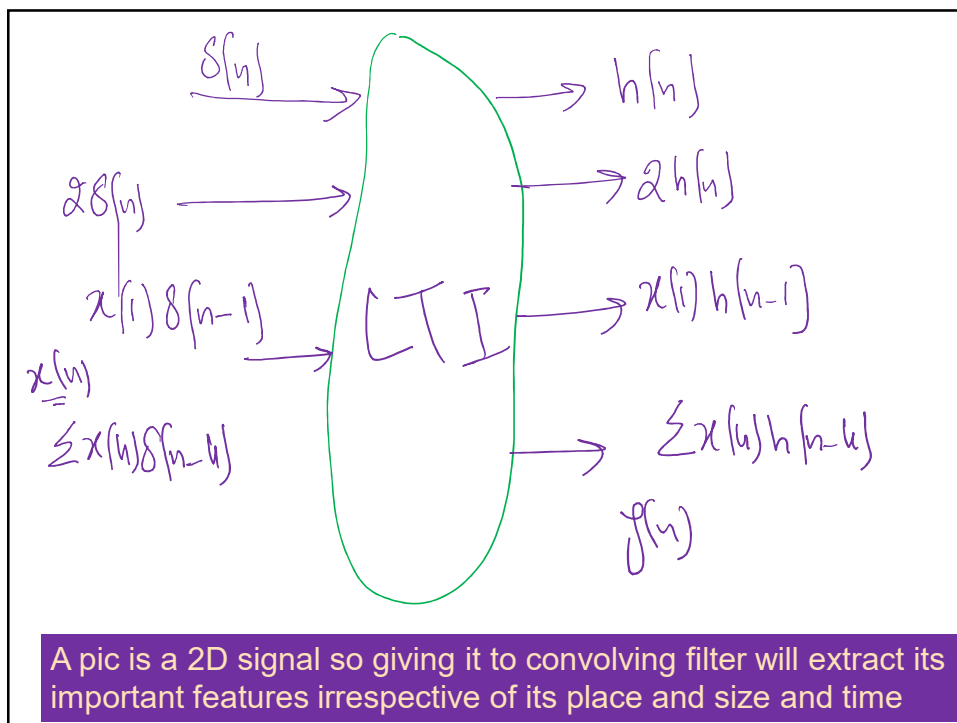 δ[n] h[n]
2δ[n] 2h[n]
x(1) δ[n-1] x(1) h[n-1]
LTI
x(n)
Σx(k)δ[n-k] Σx(k)h[n-k]
y(n)
A pic is a 2D signal so giving it to convolving filter will extract its
important features irrespective of its place and size and time